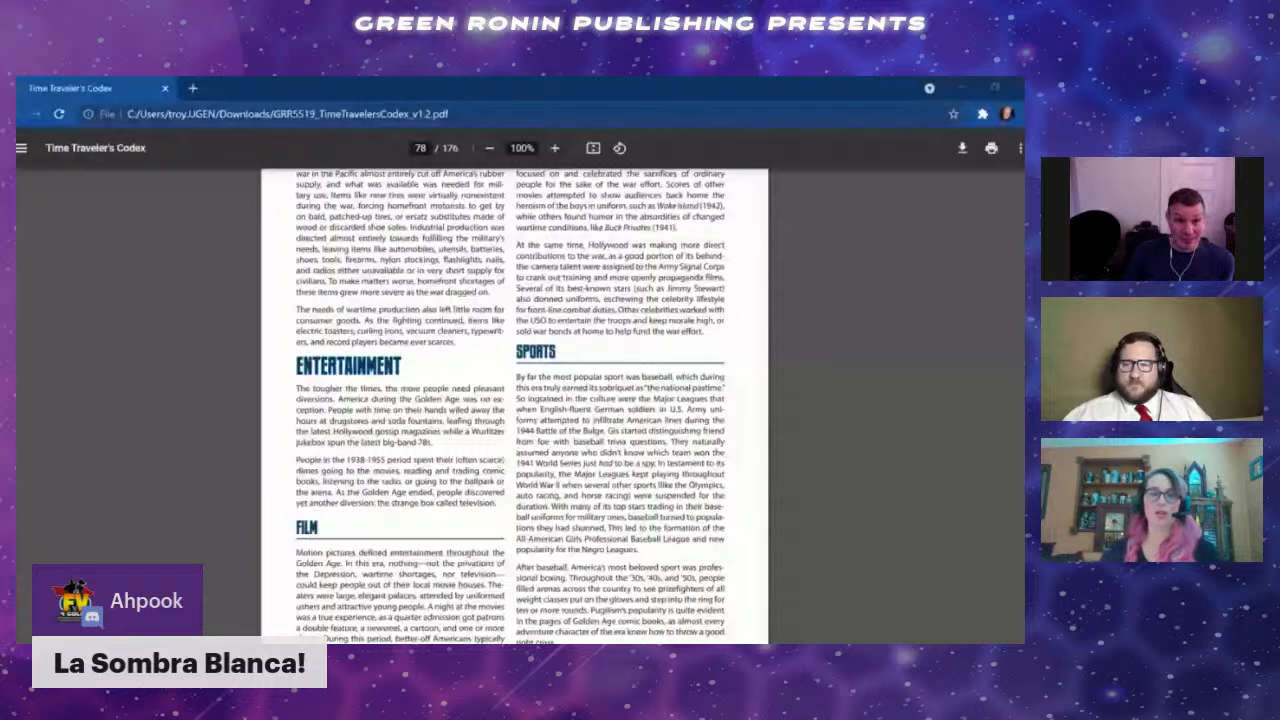 GREEN RONIN PUBLISHING PRESENTS
Time Traveler's Codex
File
C:/Users/troy.UGEN/Downloads/GRR5519_TimeTravelersCodex_v1.2.pdf
Time Traveler's Codex
78 / 176
100%
war in the Pacific almost entirely cut off America's rubber
supply, and what was available was needed for mili-
tary use. Items like new tires were virtually nonexistent
during the war, forcing homefront motorists to get by
on bald, patched-up tires, or ersatz substitutes made of
wood or discarded shoe soles. Industrial production was
directed almost entirely towards fulfilling the military's
needs, leaving items like automobiles, utensils, batteries,
shoes, tools, firearms, nylon stockings, flashlights, nails,
and radios either unavailable or in very short supply for
civilians. To make matters worse, homefront shortages of
these items grew more severe as the war dragged on.
The needs of wartime production also left little room for
consumer goods. As the fighting continued, items like
electric toasters, curling irons, vacuum cleaners, typewrit-
ers, and record players became ever scarcer.
ENTERTAINMENT
The tougher the times, the more people need pleasant
diversions. America during the Golden Age was no ex-
ception. People with time on their hands wiled away the
hours at drugstores and soda fountains, leafing through
the latest Hollywood gossip magazines while a Wurlitzer
jukebox spun the latest big-band 78s.
People in the 1938-1955 period spent their (often scarce)
dimes going to the movies, reading and trading comic
books, listening to the radio, or going to the ballpark or
the arena. As the Golden Age ended, people discovered
yet another diversion: the strange box called television.
FILM
Motion pictures defined entertainment throughout the
Golden Age. In this era, nothing—not the privations of
the Depression, wartime shortages, nor television—
could keep people out of their local movie houses. The-
aters were large, elegant palaces, attended by uniformed
ushers and attractive young people. A night at the movies
was a true experience, as a quarter admission got patrons
a double-feature, a newsreel, a cartoon, and one or more
During this period, better-off Americans typically
focused on and celebrated the sacrifices of ordinary
people for the sake of the war effort. Scores of other
movies attempted to show audiences back home the
heroism of the boys in uniform, such as Wake Island (1942),
while others found humor in the absurdities of changed
wartime conditions, like Buck Privates (1941).
At the same time, Hollywood was making more direct
contributions to the war, as a good portion of its behind-
the-camera talent were assigned to the Army Signal Corps
to crank out training and more openly propaganda films.
Several of its best-known stars (such as Jimmy Stewart)
also donned uniforms, eschewing the celebrity lifestyle
for front-line combat duties. Other celebrities worked with
the USO to entertain the troops and keep morale high, or
sold war bonds at home to help fund the war effort.
SPORTS
By far the most popular sport was baseball, which during
this era truly earned its sobriquet as "the national pastime."
So ingrained in the culture were the Major Leagues that
when English-fluent German soldiers in U.S. Army uni-
forms attempted to infiltrate American lines during the
1944 Battle of the Bulge, GIs started distinguishing friend
from foe with baseball trivia questions. They naturally
assumed anyone who didn't know which team won the
1941 World Series just had to be a spy. In testament to its
popularity, the Major Leagues kept playing throughout
World War II when several other sports (like the Olympics,
auto racing, and horse racing) were suspended for the
duration. With many of its top stars trading in their base-
ball uniforms for military ones, baseball turned to popula-
tions they had shunned. This led to the formation of the
All-American Girls Professional Baseball League and new
popularity for the Negro Leagues.
After baseball, America's most beloved sport was profes-
sional boxing. Throughout the '30s, '40s, and '50s, people
filled arenas across the country to see prizefighters of all
weight classes put on the gloves and step into the ring for
ten or more rounds. Pugilism's popularity is quite evident
in the pages of Golden Age comic books, as almost every
adventure character of the era knew how to throw a good
right cross.
Ahpook
La Sombra Blanca!